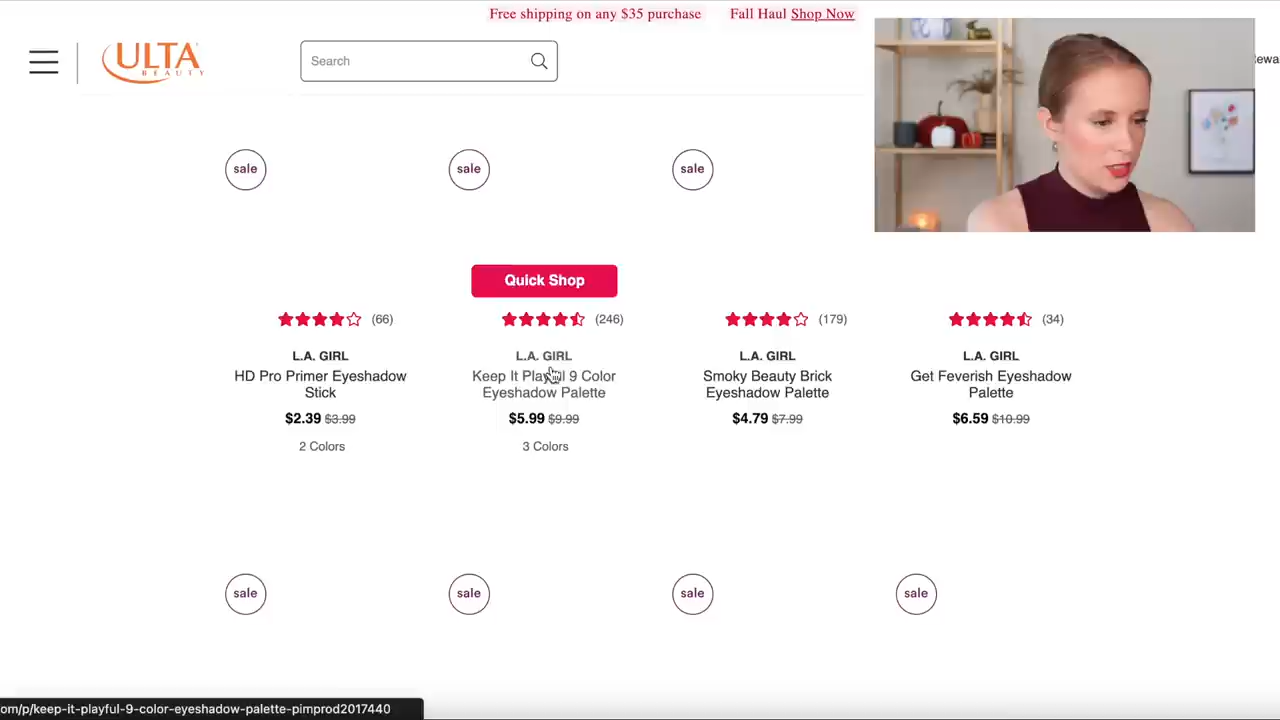 Free shipping on any $35 purchase
Fall Haul Shop Now
ULTA
BEAUTY
Search
sale
sale
sale
Quick Shop
(66)
(246)
(179)
(34)
L.A. GIRL
L.A. GIRL
L.A. GIRL
L.A. GIRL
HD Pro Primer Eyeshadow
Stick
Keep It Playful 9 Color
Eyeshadow Palette
Smoky Beauty Brick
Eyeshadow Palette
Get Feverish Eyeshadow
Palette
$2.39 $3.99
$5.99 $9.99
$4.79 $7.99
$6.59 $10.99
2 Colors
3 Colors
sale
sale
sale
sale
om/p/keep-it-playful-9-color-eyeshadow-palette-pimprod2017440